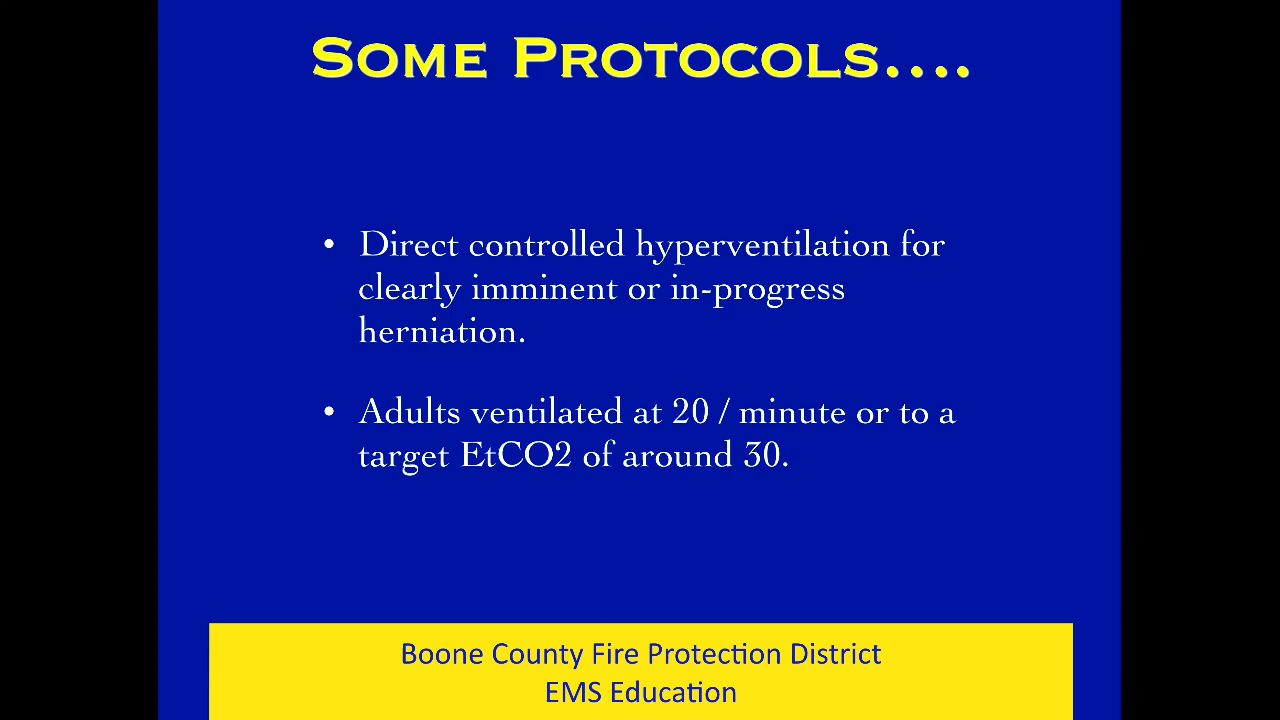 Some Protocols....
• Direct controlled hyperventilation for
clearly imminent or in-progress
herniation.
• Adults ventilated at 20 / minute or to a
target EtCO2 of around 30.
Boone County Fire Protection District
EMS Education